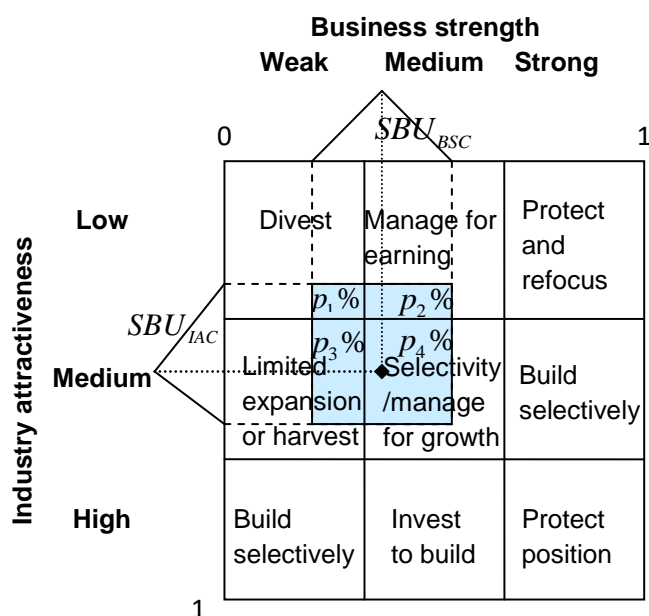 Business strength
Weak Medium Strong
0 SBU_BSC 1
Low
Divest
Manage for
earning
Protect
and
refocus
Industry attractiveness
p₁% p₂%
SBU_IAC
p₃% p₄%
Medium
Limited
expansion
or harvest
Selectivity
/manage
for growth
Build
selectively
High
Build
selectively
Invest
to build
Protect
position
1